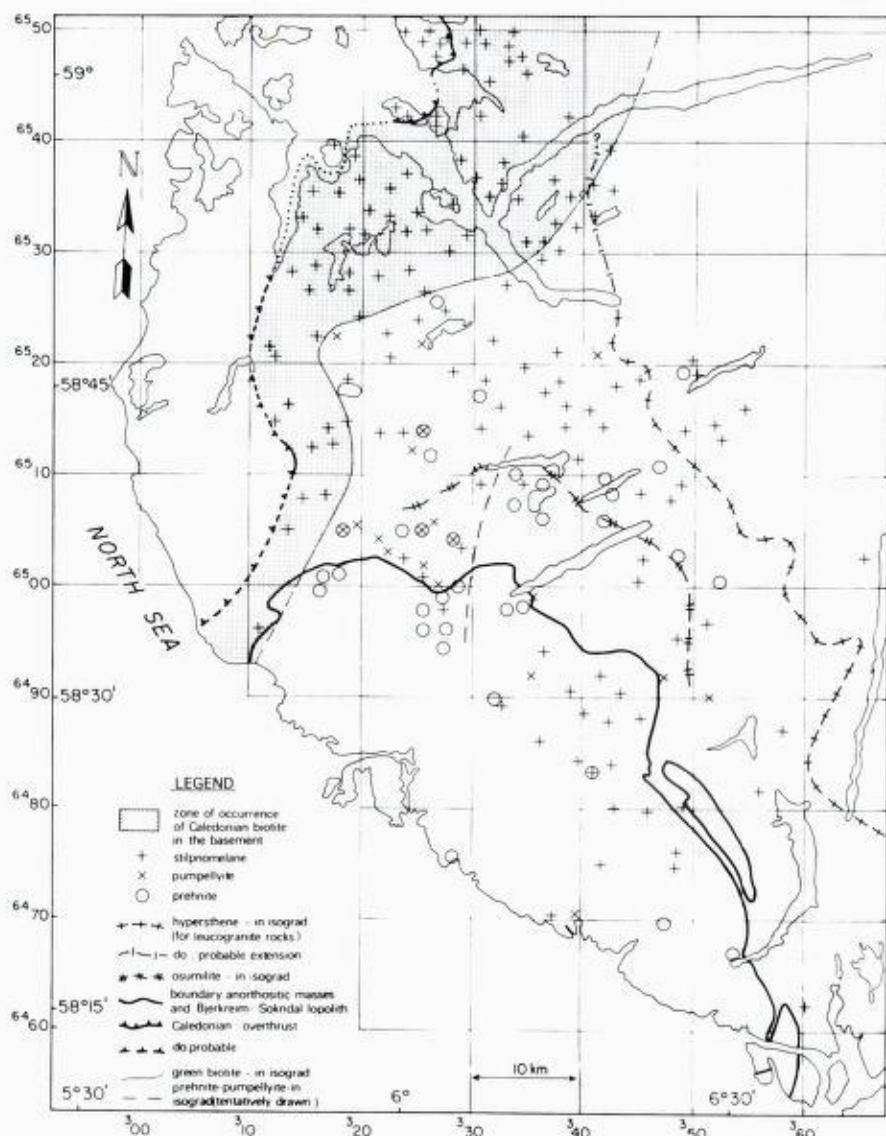 65 50
59°
65 40
N
65 30
65 20
58°45'
65 10
65 00
NORTH SEA
64 90
58°30'
LEGEND
zone of occurrence
of Caledonian biotite
in the basement
64 80
+ stilpnomelane
× pumpellyite
○ prehnite
64 70
hypersthene - in isograd
(for leucogranite rocks)
do . probable extension
osumilite - in isograd
58°15'
boundary anorthositic masses
and Bjerkreim-Sokndal lopolith
64 60
Caledonian overthrust
do. probable
green biotite - in isograd
prehnite-pumpellyite-in
isograd (tentatively drawn)
10 km
5°30' 6° 6°30'
3 00 3 10 3 20 3 30 3 40 3 50 3 60